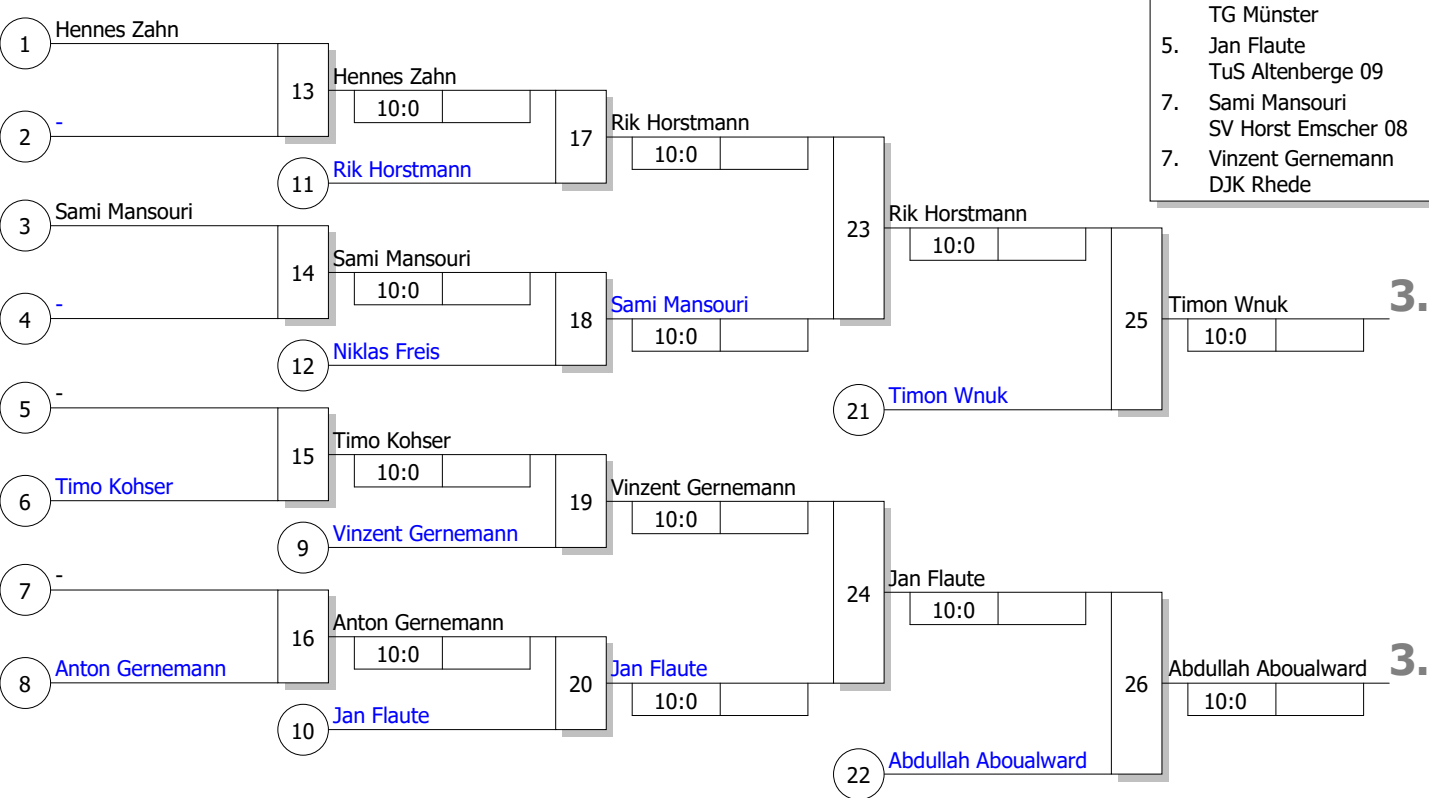 TG Münster
5. Jan Flaute
TuS Altenberge 09
7. Sami Mansouri
SV Horst Emscher 08
7. Vinzent Gernemann
DJK Rhede
1 Hennes Zahn
13 Hennes Zahn
10:0
2 -
17 Rik Horstmann
10:0
11 Rik Horstmann
3 Sami Mansouri
23 Rik Horstmann
10:0
14 Sami Mansouri
10:0
4 -
18 Sami Mansouri
10:0
12 Niklas Freis
25 Timon Wnuk 3.
10:0
5 -
21 Timon Wnuk
15 Timo Kohser
10:0
6 Timo Kohser
19 Vinzent Gernemann
10:0
9 Vinzent Gernemann
7 -
24 Jan Flaute
10:0
16 Anton Gernemann
10:0
8 Anton Gernemann
20 Jan Flaute
10:0
10 Jan Flaute
26 Abdullah Aboualward 3.
10:0
22 Abdullah Aboualward